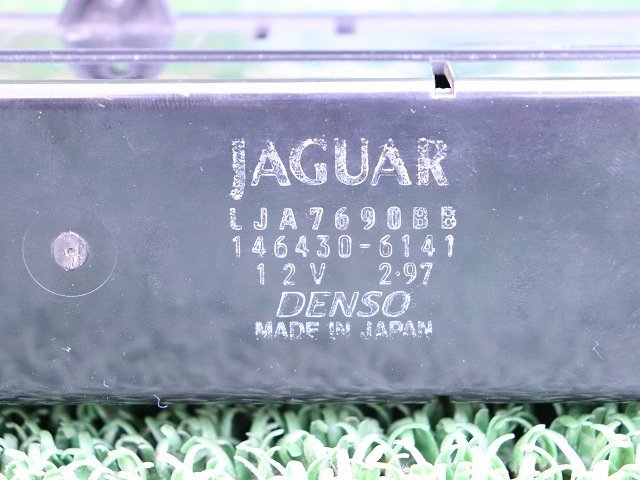 JAGUAR
LJA7690BB
146430-6141
12V 2·97
DENSO
MADE IN JAPAN